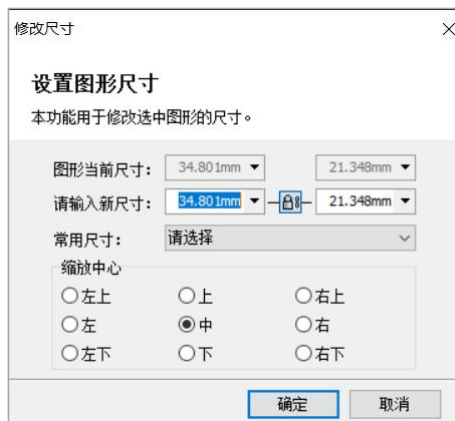 修改尺寸
设置图形尺寸
本功能用于修改选中图形的尺寸。
图形当前尺寸： 34.801mm 21.348mm
请输入新尺寸： 34.801mm 21.348mm
常用尺寸： 请选择
缩放中心
左上 上 右上
左 中 右
左下 下 右下
确定 取消